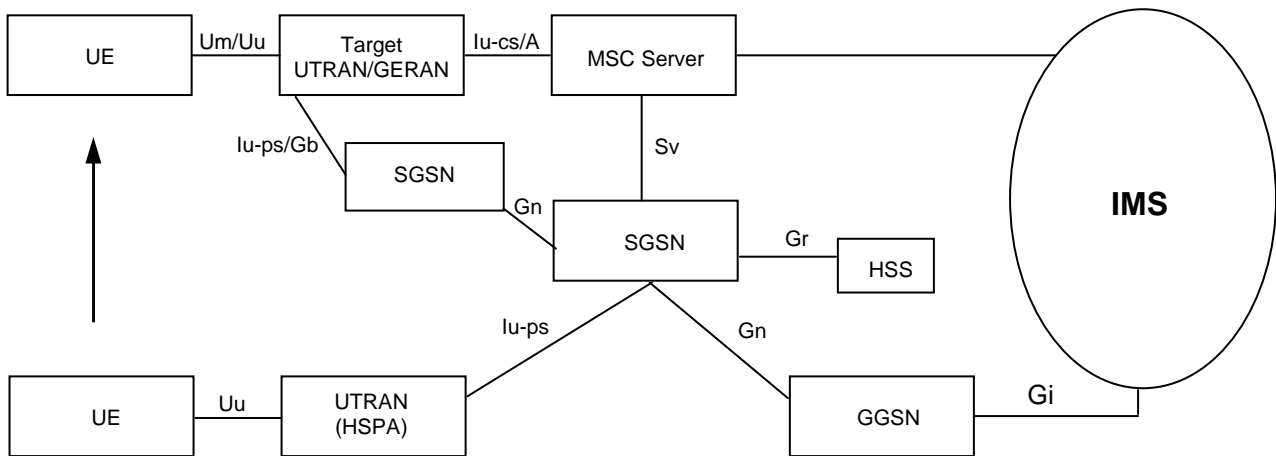 UE
Um/Uu
Target
UTRAN/GERAN
Iu-cs/A
MSC Server
Iu-ps/Gb
SGSN
Gn
Sv
SGSN
Gr
HSS
IMS
Iu-ps
Gn
UE
Uu
UTRAN
(HSPA)
GGSN
Gi